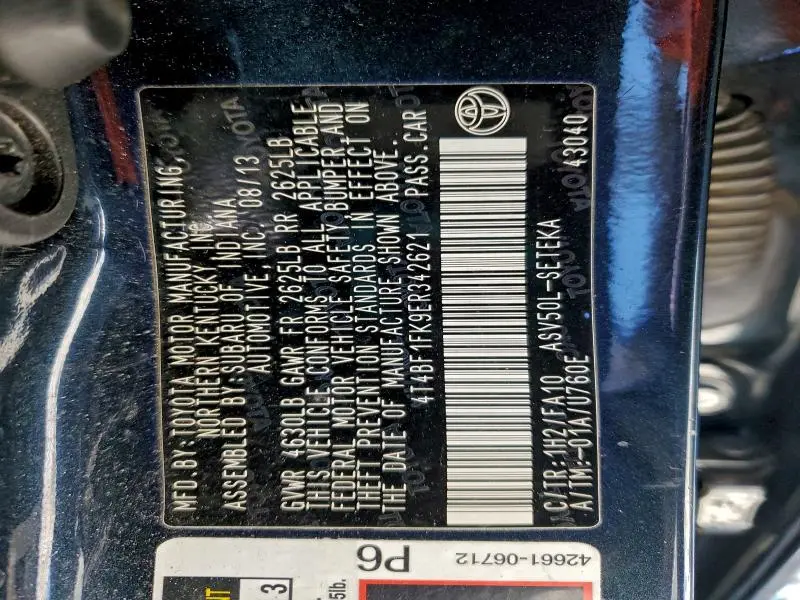 MFD.BY:TOYOTA MOTOR MANUFACTURING,
NORTHERN KENTUCKY INC.
ASSEMBLED BY:SUBARU OF INDIANA
AUTOMOTIVE, INC. 08/13
GVWR 4630LB GAWR FR 2625LB RR 2625LB
THIS VEHICLE CONFORMS TO ALL APPLICABLE
FEDERAL MOTOR VEHICLE SAFETY BUMPER, AND
THEFT PREVENTION STANDARDS IN EFFECT ON
THE DATE OF MANUFACTURE SHOWN ABOVE.
4T4BF1FK9ER342621 PASS.CAR
C/TR:1H2/FA10 ASV50L-SETEKA
A/TM:-01A/U760E 43040
P6
42661-06712
NT
3
5lb.